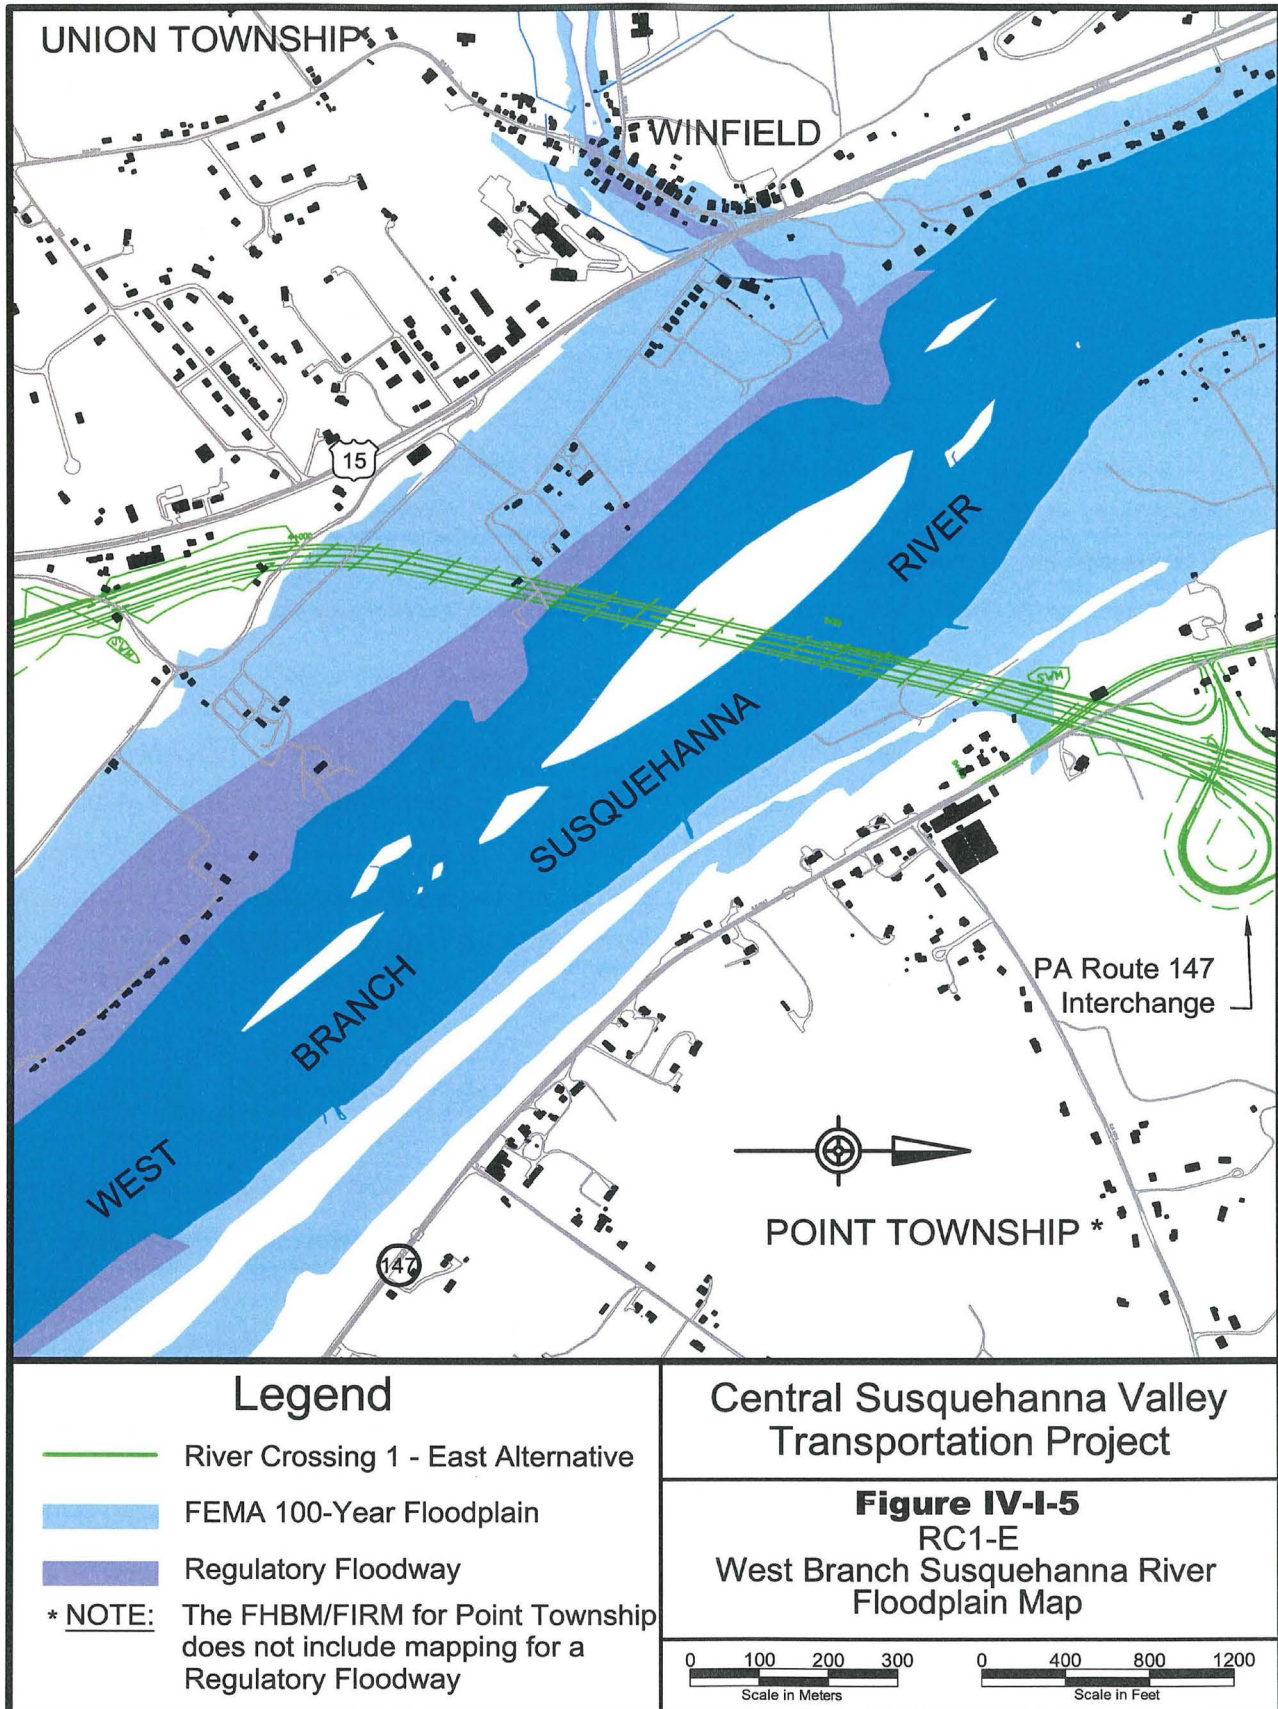 UNION TOWNSHIP
WINFIELD
15
RIVER
SWM
SWM
SUSQUEHANNA
PA Route 147
Interchange
BRANCH
WEST
POINT TOWNSHIP *
147
Legend
River Crossing 1 - East Alternative
FEMA 100-Year Floodplain
Regulatory Floodway
* NOTE: The FHBM/FIRM for Point Township
does not include mapping for a
Regulatory Floodway
Central Susquehanna Valley
Transportation Project
Figure IV-I-5
RC1-E
West Branch Susquehanna River
Floodplain Map
0 100 200 300
Scale in Meters
0 400 800 1200
Scale in Feet